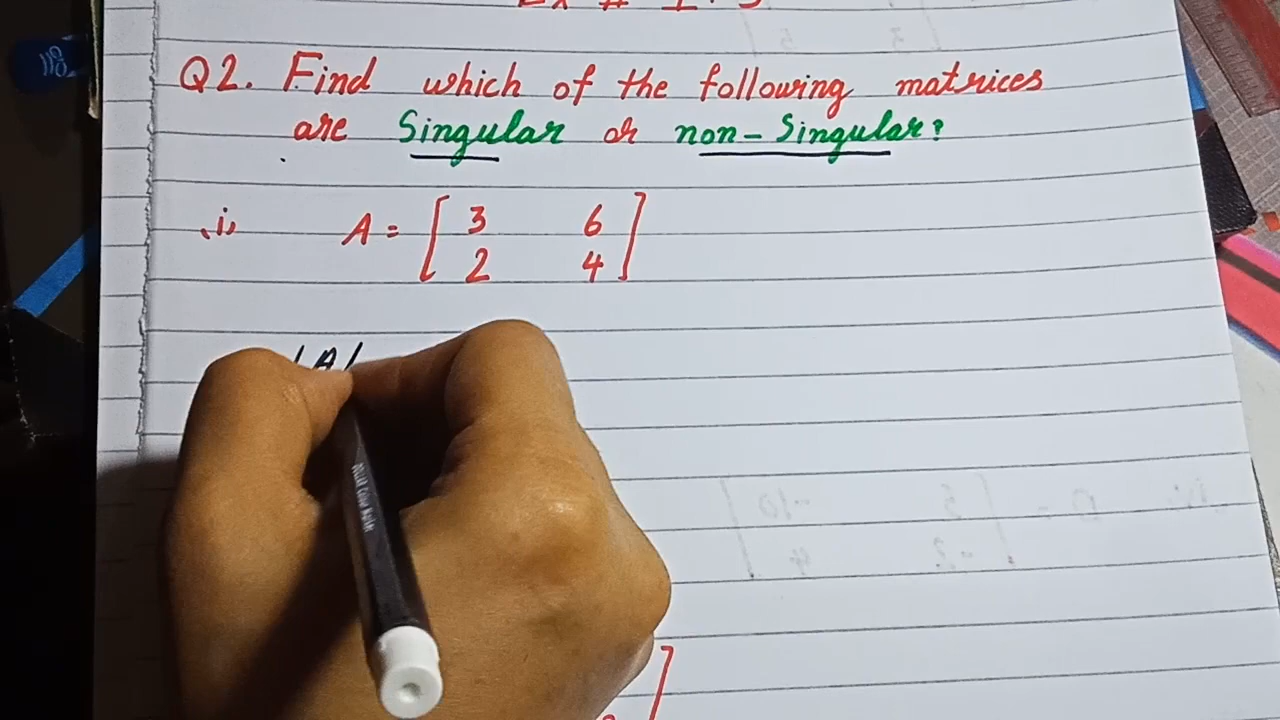 Q2. Find which of the following matrices
are Singular or non-Singular?
(i) A = [ 3 6
2 4 ]
|A|